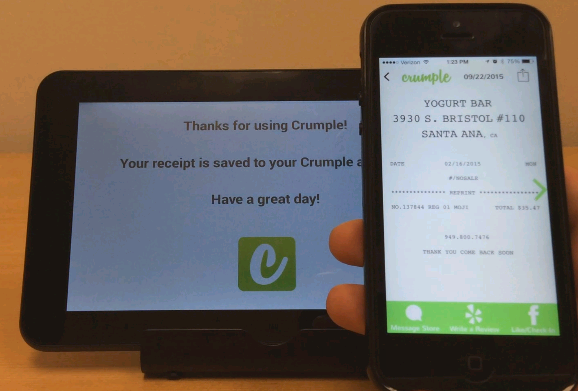 Thanks for using Crumple!
Your receipt is saved to your Crumple a
Have a great day!
Verizon 1:23 PM 75%
crumple 09/22/2015
YOGURT BAR
3930 S. BRISTOL #110
SANTA ANA, CA
DATE 02/16/2015 MON
#/NOSALE
************** REPRINT **************
NO.137844 REG 01 TOTAL $35.47
949.800.7476
THANK YOU COME BACK SOON
Message Store Write a Review Like/Check in